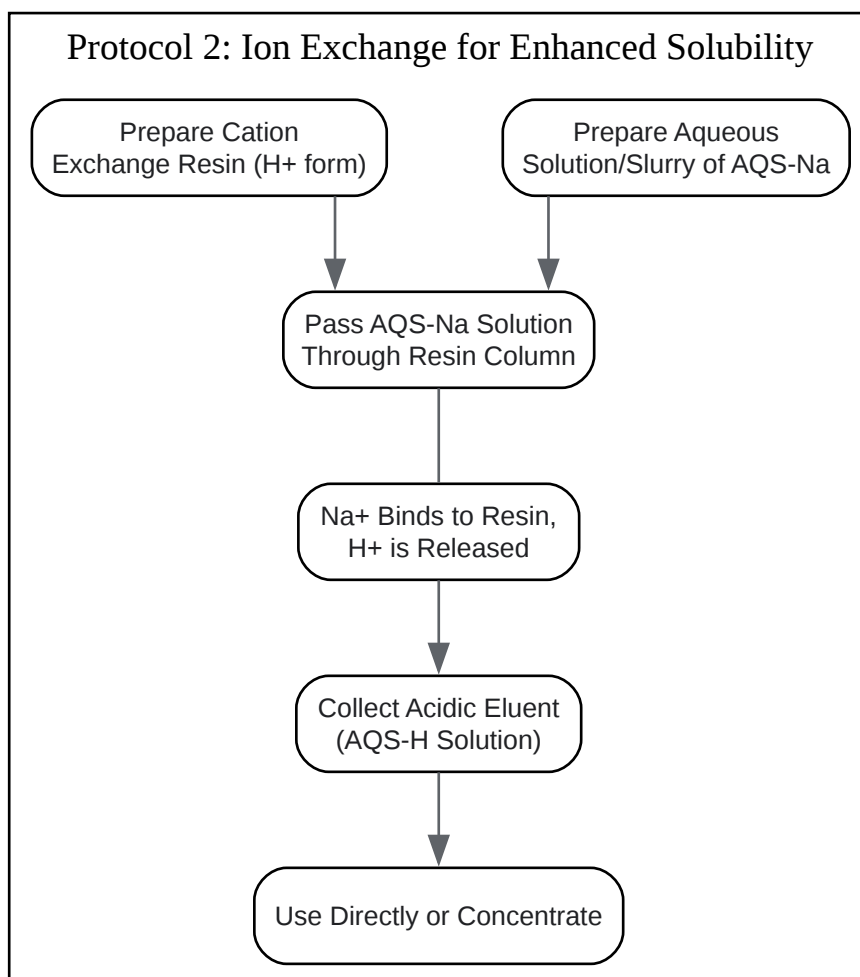 Protocol 2: Ion Exchange for Enhanced Solubility
Prepare Cation
Exchange Resin (H+ form)
Prepare Aqueous
Solution/Slurry of AQS-Na
Pass AQS-Na Solution
Through Resin Column
Na+ Binds to Resin,
H+ is Released
Collect Acidic Eluent
(AQS-H Solution)
Use Directly or Concentrate